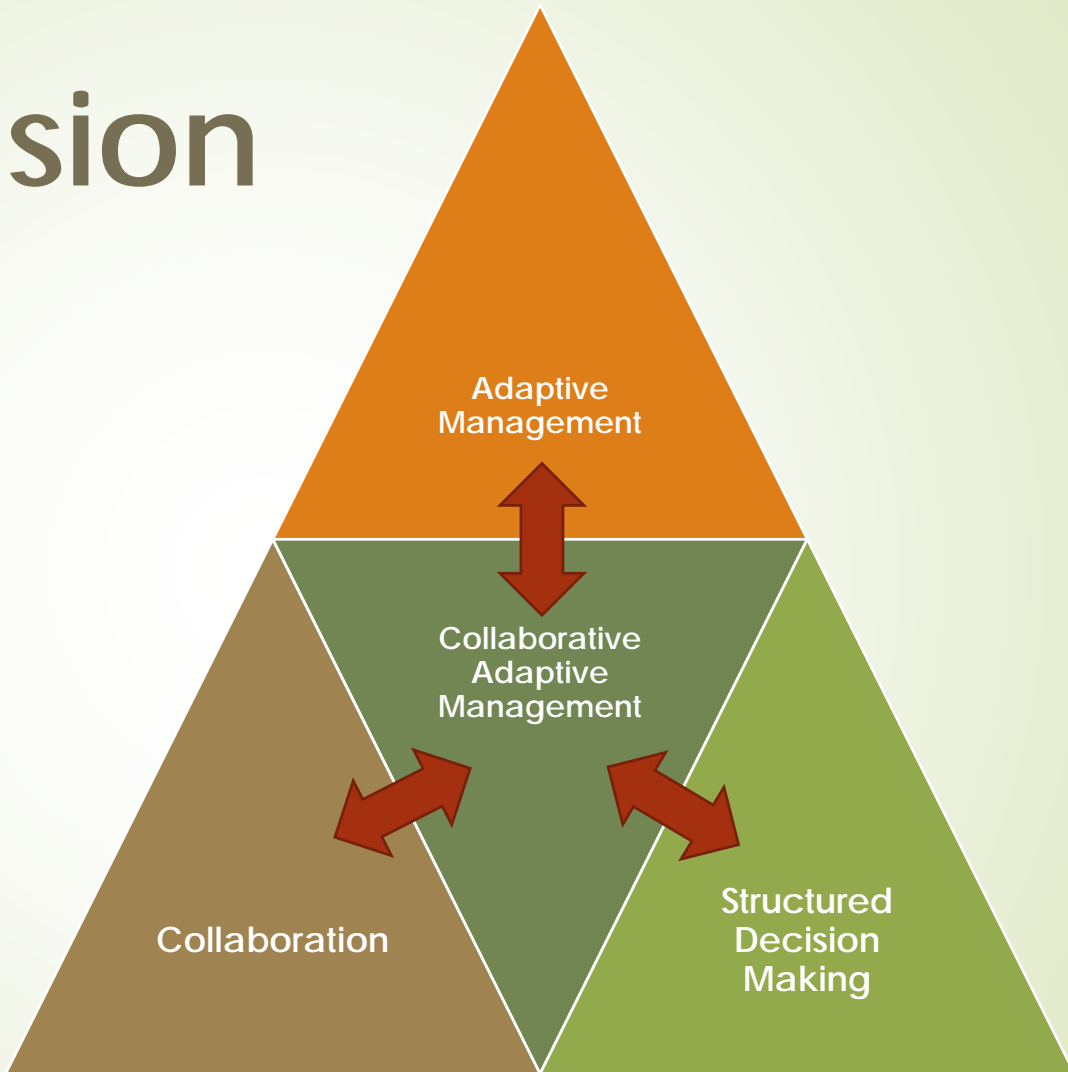 sion
Adaptive
Management
Collaborative
Adaptive
Management
Collaboration
Structured
Decision
Making